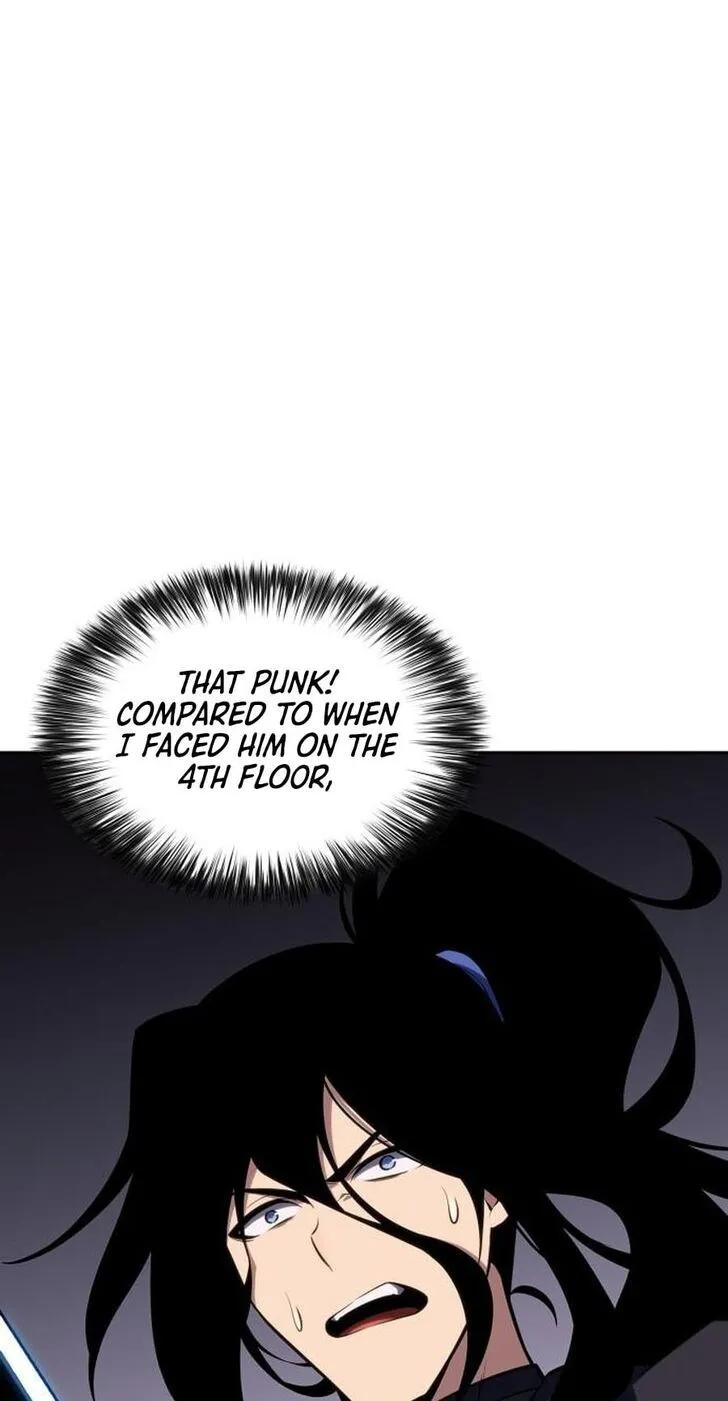 THAT PUNK!
COMPARED TO WHEN
I FACED HIM ON THE
4TH FLOOR,